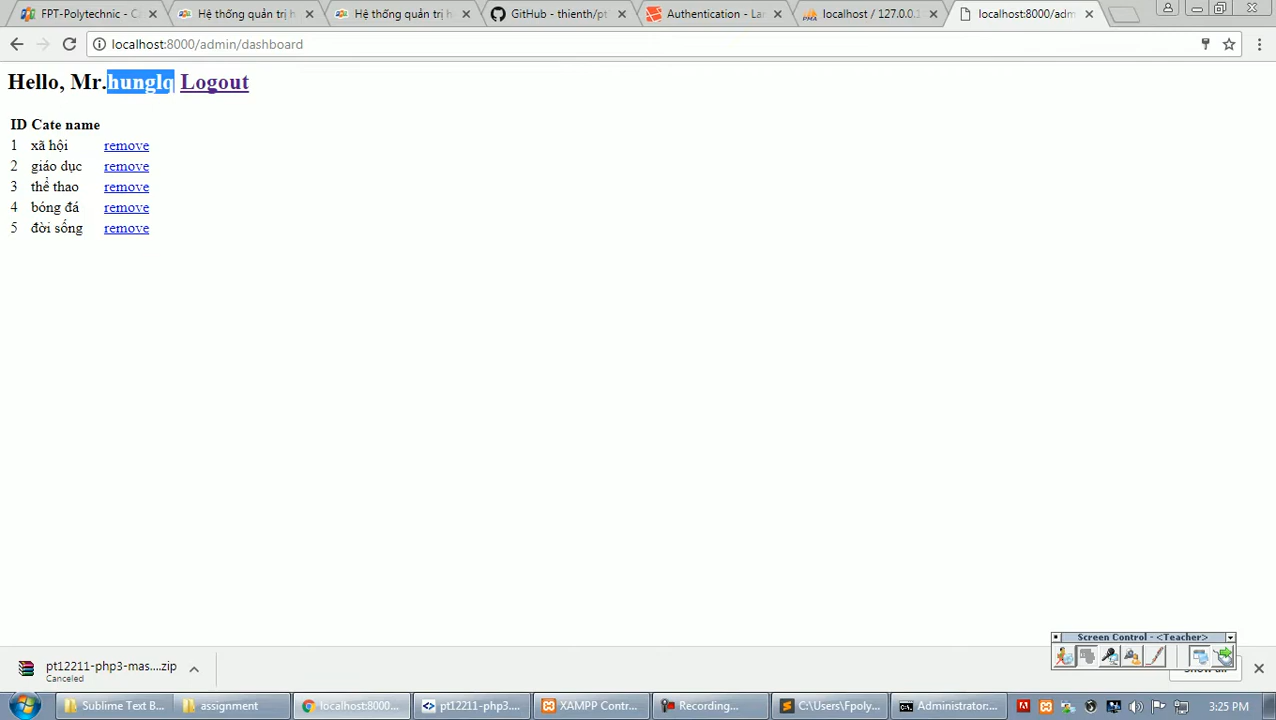 FPT-Polytechnic - C
Hệ thống quản trị h
Hệ thống quản trị h
GitHub - thienth/pt
Authentication - La
localhost / 127.0.0.
localhost:8000/adm
localhost:8000/admin/dashboard
Hello, Mr.hunglq Logout
ID Cate name
1 xã hội remove
2 giáo dục remove
3 thể thao remove
4 bóng đá remove
5 đời sống remove
Screen Control - <Teacher>
pt12211-php3-mas....zip
Canceled
Sublime Text B...
assignment
localhost:8000...
pt12211-php3....
XAMPP Contr...
Recording...
C:\Users\Fpoly...
Administrator:...
3:25 PM